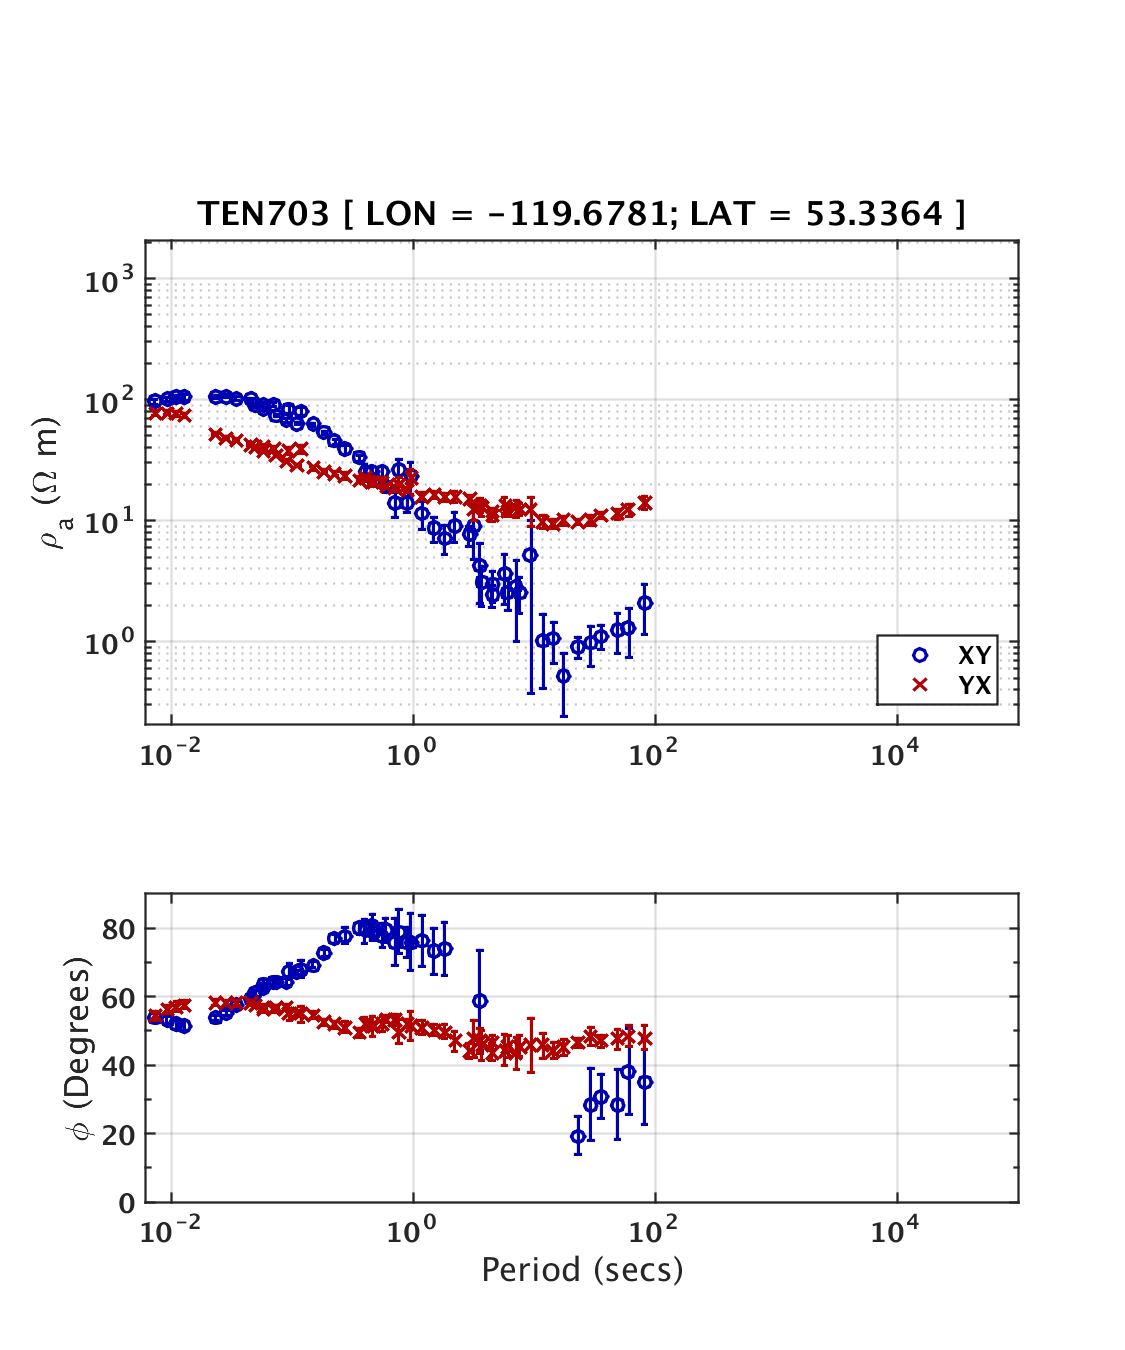 TEN703 [ LON = -119.6781; LAT = 53.3364 ]
10^3
10^2
10^1
10^0
ρ_a (Ω m)
XY
YX
10^-2 10^0 10^2 10^4
80
60
40
20
0
ϕ (Degrees)
10^-2 10^0 10^2 10^4
Period (secs)